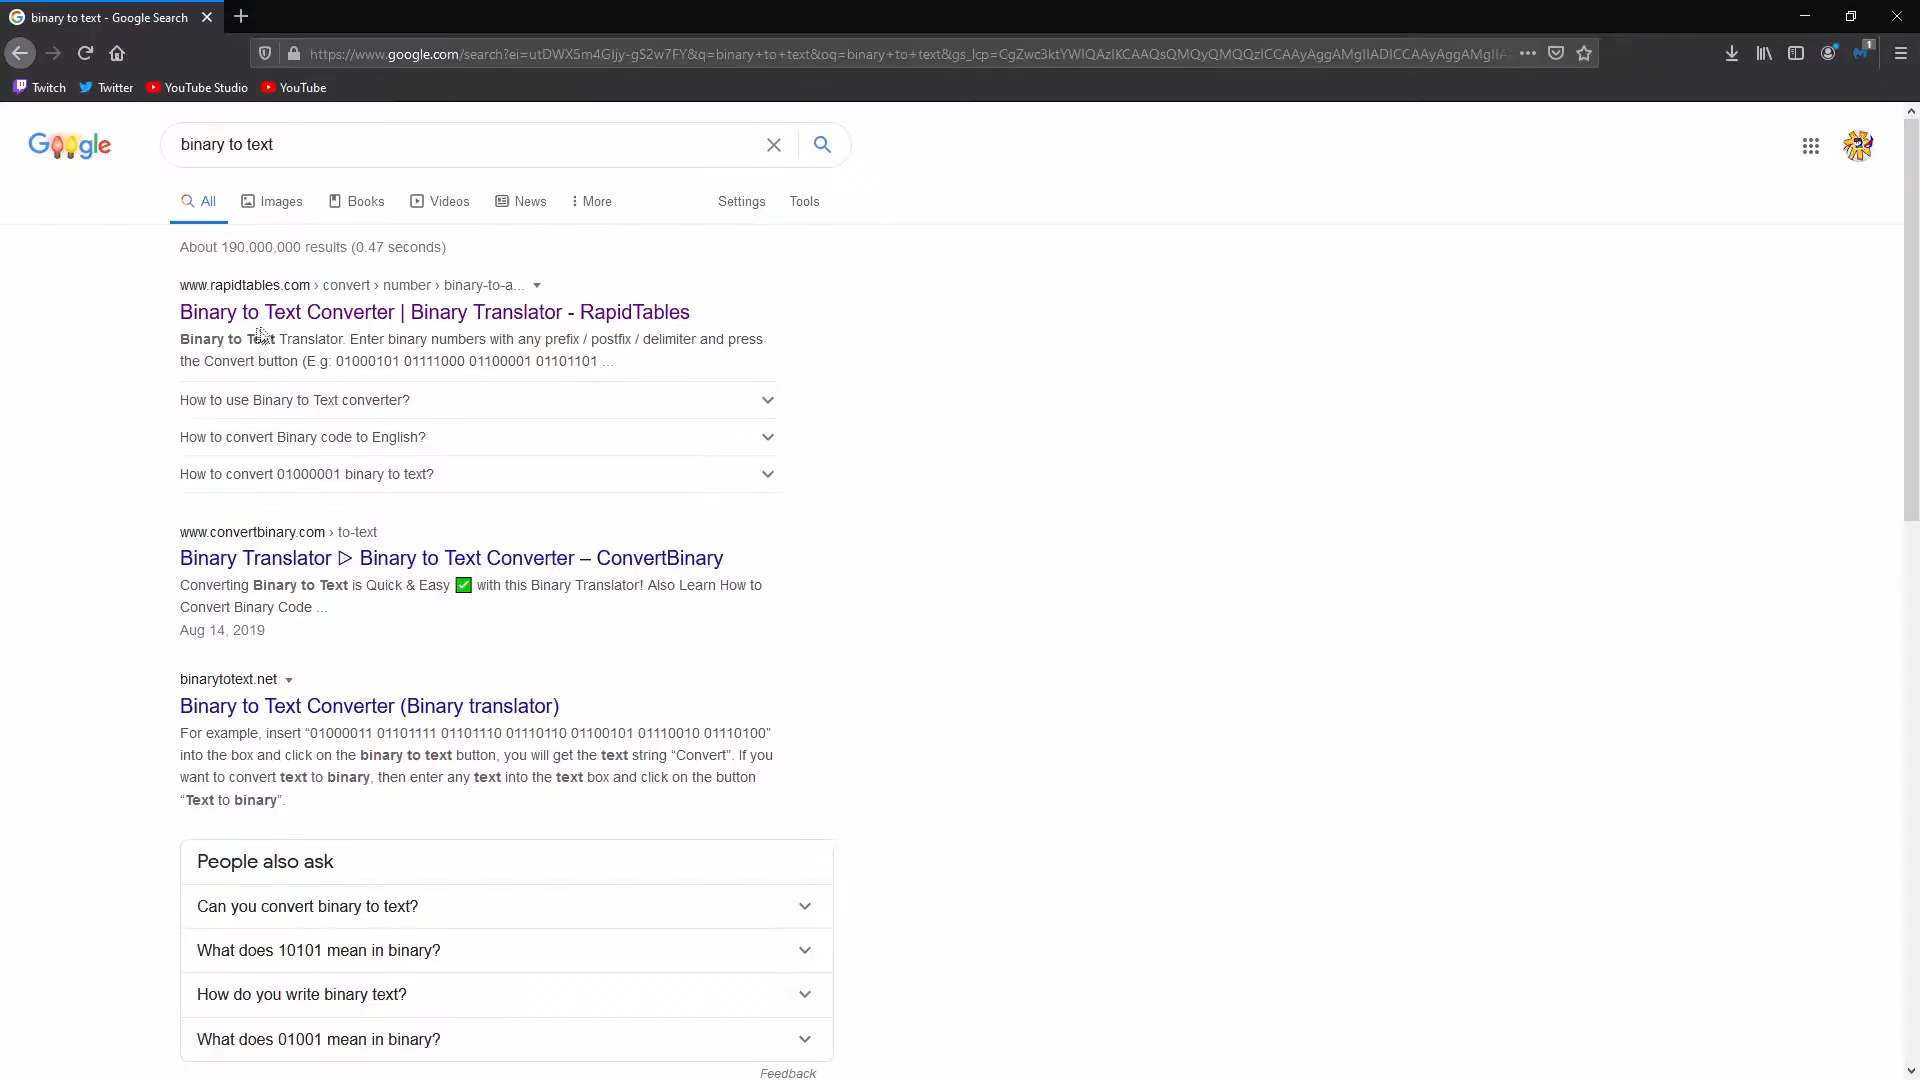 binary to text - Google Search
https://www.google.com/search?ei=utDWX5m4GIjy-gS2w7FY&q=binary+to+text&oq=binary+to+text&gs_lcp=CgZwc3ktYWIQAzIKCAAQsQMQyQMQQzICCAAyAggAMgIIADICCAAyAggAMgIIA
1
Twitch
Twitter
YouTube Studio
YouTube
Google
binary to text
All
Images
Books
Videos
News
More
Settings
Tools
About 190,000,000 results (0.47 seconds)
www.rapidtables.com › convert › number › binary-to-a...
Binary to Text Converter | Binary Translator - RapidTables
Binary to Text Translator. Enter binary numbers with any prefix / postfix / delimiter and press
the Convert button (E.g: 01000101 01111000 01100001 01101101 ...
How to use Binary to Text converter?
How to convert Binary code to English?
How to convert 01000001 binary to text?
www.convertbinary.com › to-text
Binary Translator ▷ Binary to Text Converter – ConvertBinary
Converting Binary to Text is Quick & Easy ✅ with this Binary Translator! Also Learn How to
Convert Binary Code ...
Aug 14, 2019
binarytotext.net
Binary to Text Converter (Binary translator)
For example, insert “01000011 01101111 01101110 01110110 01100101 01110010 01110100”
into the box and click on the binary to text button, you will get the text string “Convert”. If you
want to convert text to binary, then enter any text into the text box and click on the button
“Text to binary”.
People also ask
Can you convert binary to text?
What does 10101 mean in binary?
How do you write binary text?
What does 01001 mean in binary?
Feedback